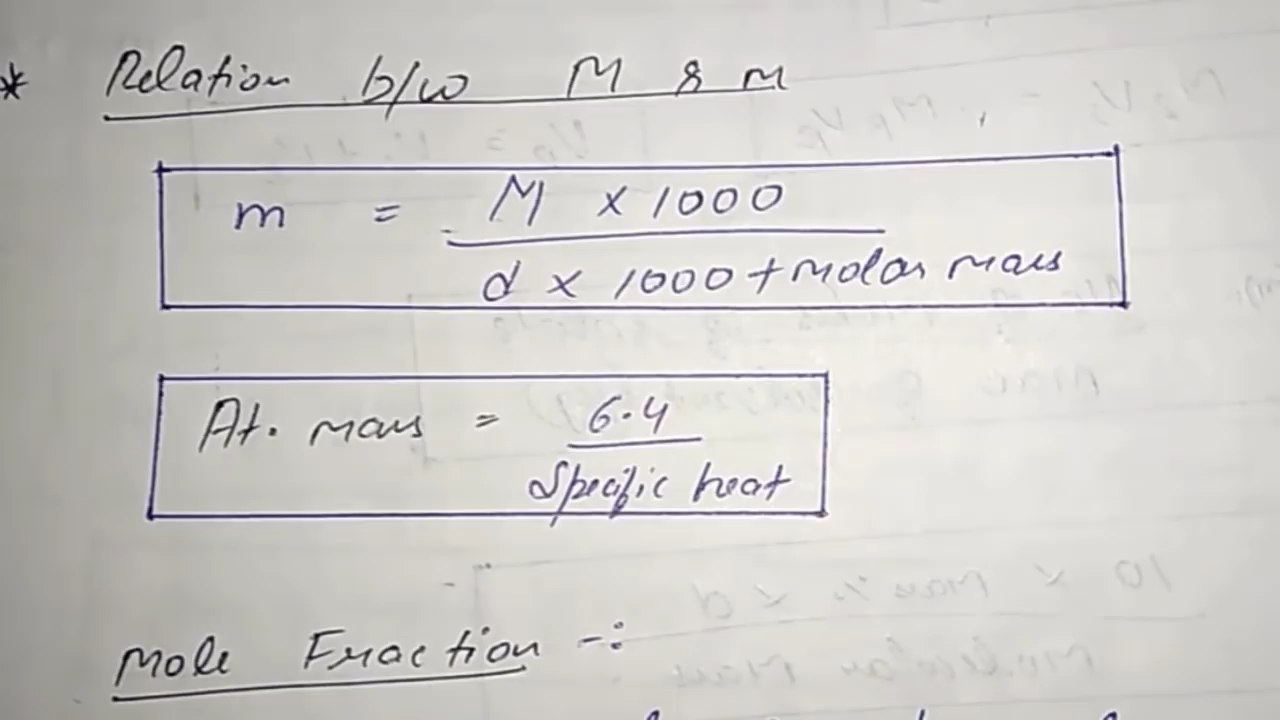 * Relation b/w M & m
m = M × 1000
d × 1000 + molar mass
At. mass = 6.4
Specific heat
Mole Fraction -: